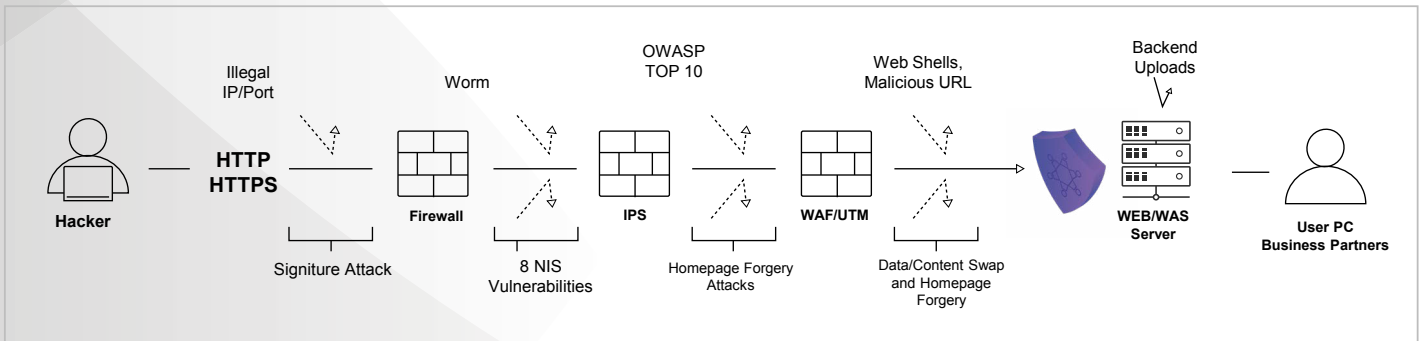 Illegal
IP/Port
Worm
OWASP
TOP 10
Web Shells,
Malicious URL
Backend
Uploads
Hacker
HTTP
HTTPS
Firewall
IPS
WAF/UTM
WEB/WAS
Server
User PC
Business Partners
Signiture Attack
8 NIS
Vulnerabilities
Homepage Forgery
Attacks
Data/Content Swap
and Homepage
Forgery